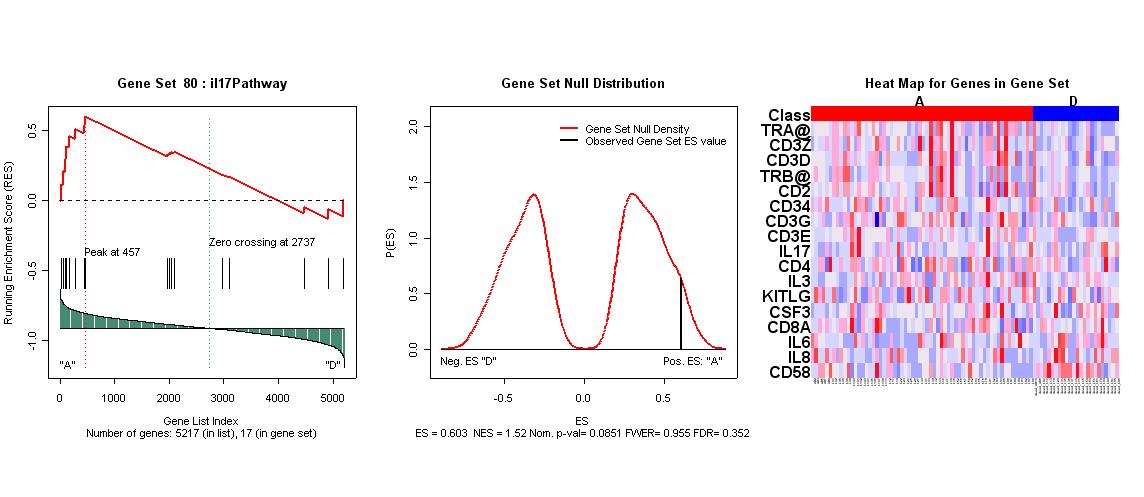 Gene Set  80 : il17Pathway
Running Enrichment Score (RES)
0.5
0.0
-0.5
-1.0
Peak at 457
Zero crossing at 2737
"A"
"D"
0
1000
2000
3000
4000
5000
Gene List Index
Number of genes: 5217 (in list), 17 (in gene set)
Gene Set Null Distribution
P(ES)
2.0
1.5
1.0
0.5
0.0
Gene Set Null Density
Observed Gene Set ES value
Neg. ES "D"
Pos. ES: "A"
-0.5
0.0
0.5
ES
ES = 0.603  NES = 1.52 Nom. p-val= 0.0851 FWER= 0.955 FDR= 0.352
Heat Map for Genes in Gene Set
A
D
Class
TRA@
CD3Z
CD3D
TRB@
CD2
CD34
CD3G
CD3E
IL17
CD4
IL3
KITLG
CSF3
CD8A
IL6
IL8
CD58